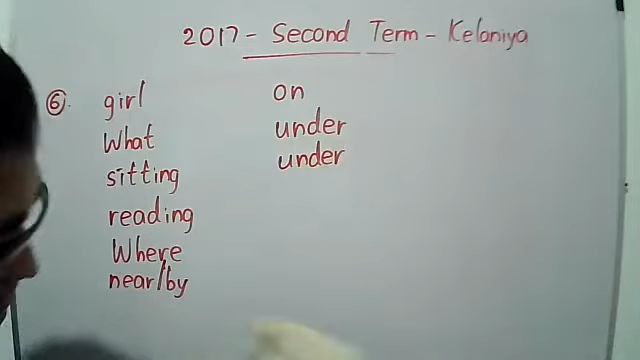 2017 - Second Term - Kelaniya
6. girl
What
sitting
reading
Where
near/by
on
under
under